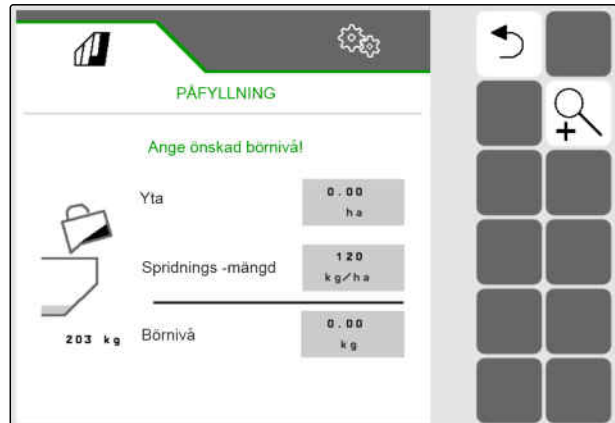 PÅFYLLNING
Ange önskad börnivå!
Yta
0.00
ha
Spridnings -mängd
120
kg/ha
203 kg
Börnivå
0.00
kg